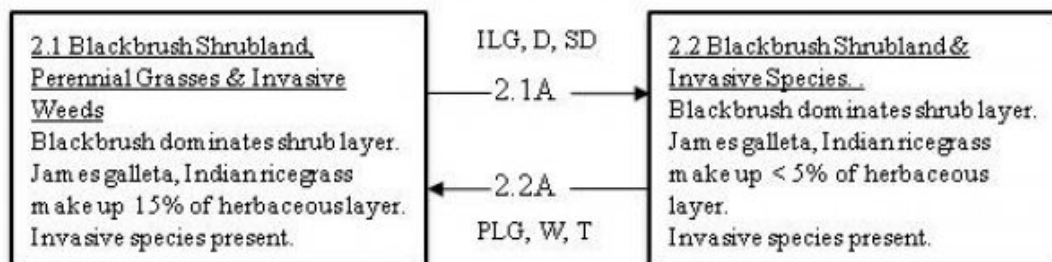 2.1 Blackbrush Shrubland,
Perennial Grasses & Invasive
Weeds
Blackbrush dominates shrub layer.
James galleta, Indian ricegrass
make up 15% of herbaceous layer.
Invasive species present.
ILG, D, SD
2.1A
2.2A
PLG, W, T
2.2 Blackbrush Shrubland &
Invasive Species. .
Blackbrush dominates shrub layer.
James galleta, Indian ricegrass
make up < 5% of herbaceous
layer.
Invasive species present.